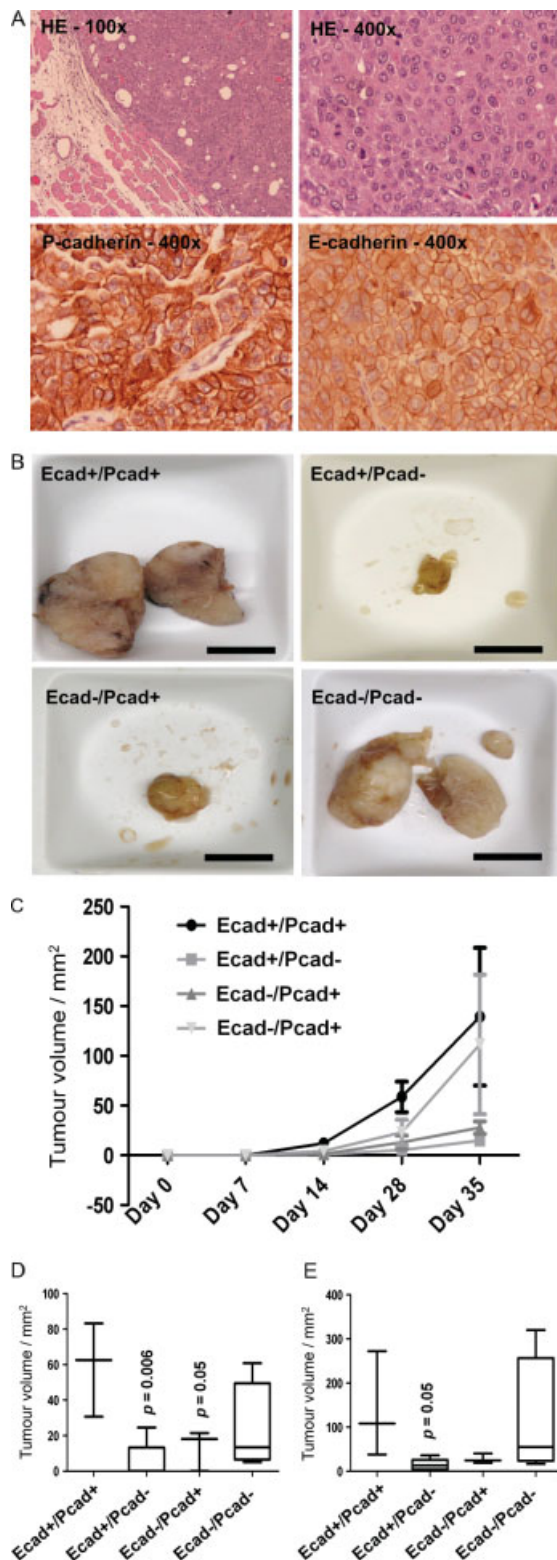 A
HE - 100x
HE - 400x
P-cadherin - 400x
E-cadherin - 400x
B
Ecad+/Pcad+
Ecad+/Pcad-
Ecad-/Pcad+
Ecad-/Pcad-
C
Tumour volume / mm²
250
200
150
100
50
0
-50
Ecad+/Pcad+
Ecad+/Pcad-
Ecad-/Pcad+
Ecad-/Pcad+
Day 0
Day 7
Day 14
Day 28
Day 35
D
Tumour volume / mm²
100
80
60
40
20
0
p = 0.006
p = 0.05
Ecad+/Pcad+
Ecad+/Pcad-
Ecad-/Pcad+
Ecad-/Pcad-
E
Tumour volume / mm²
400
300
200
100
0
p = 0.05
Ecad+/Pcad+
Ecad+/Pcad-
Ecad-/Pcad+
Ecad-/Pcad-